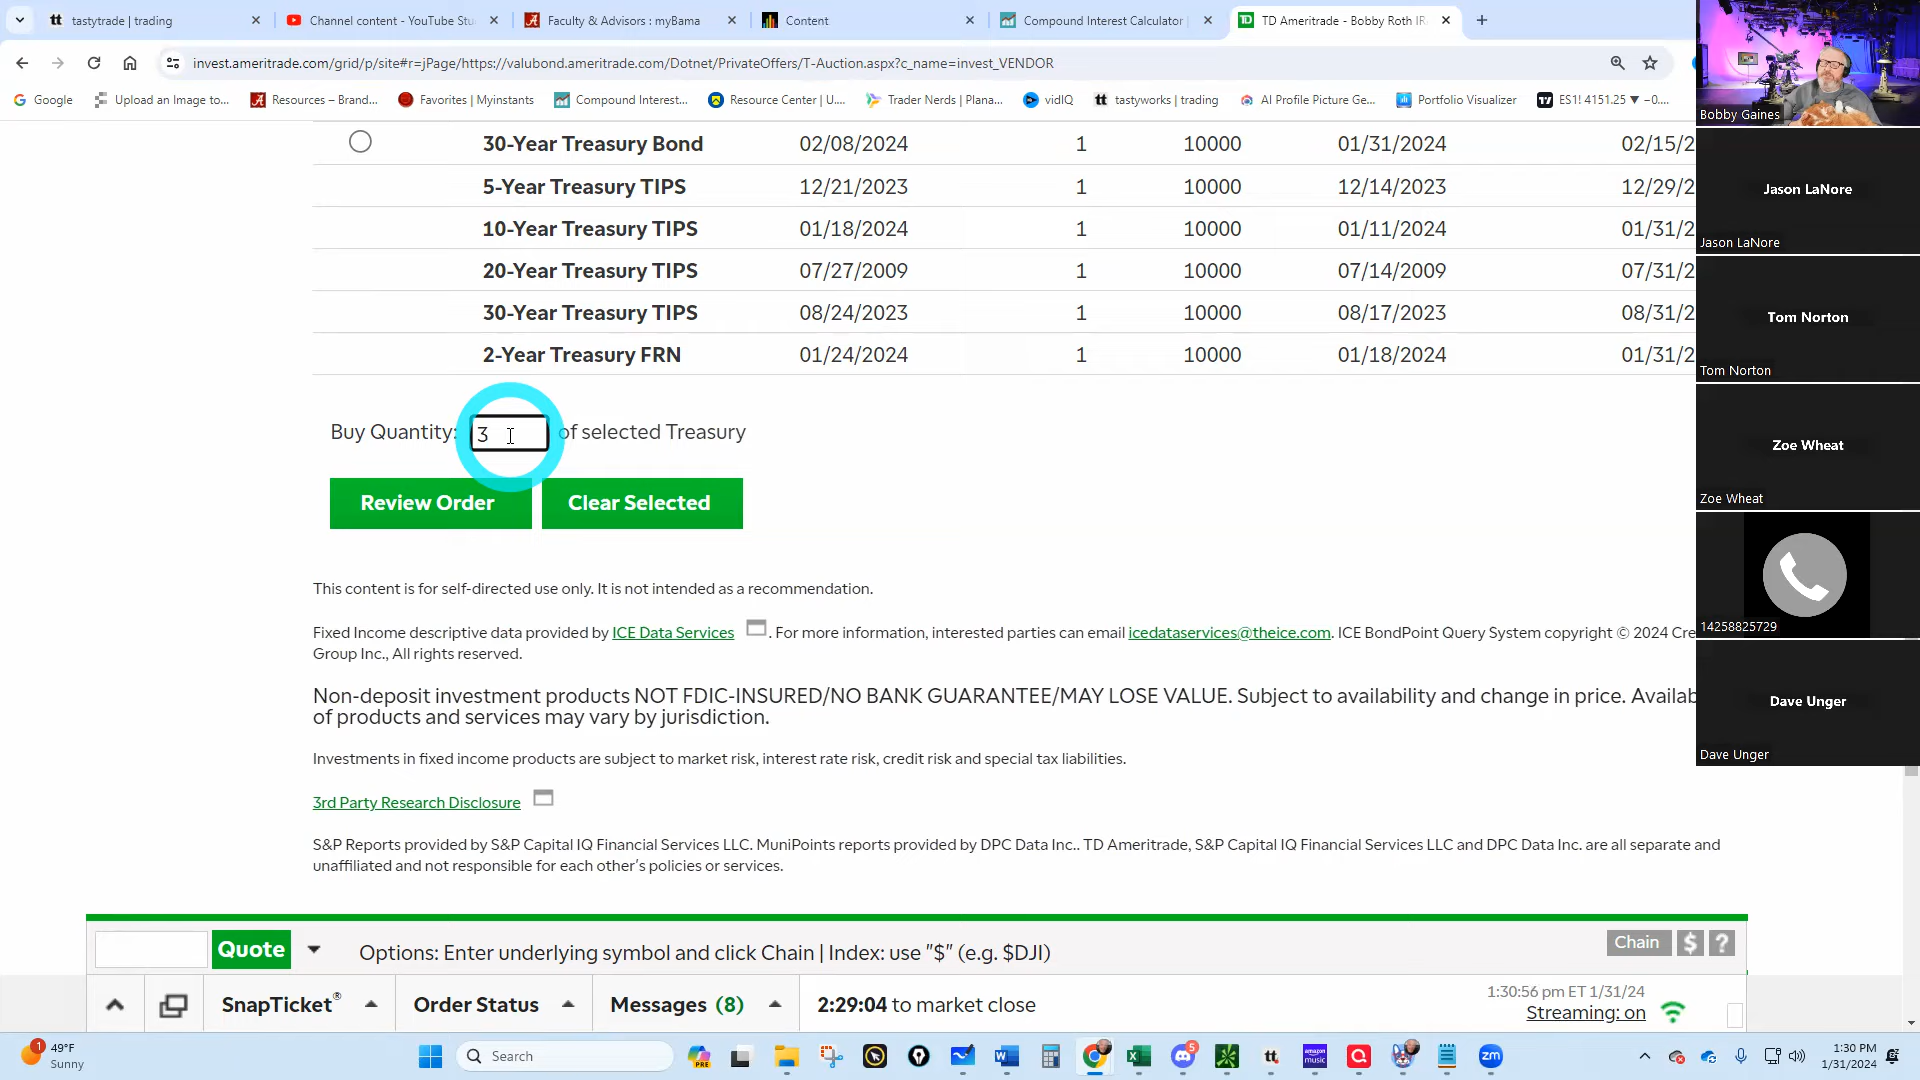 tastytrade | trading
Channel content - YouTube Stu
Faculty & Advisors : myBama
Content
Compound Interest Calculator |
TD Ameritrade - Bobby Roth IR
invest.ameritrade.com/grid/p/site#r=jPage/https://valubond.ameritrade.com/Dotnet/PrivateOffers/T-Auction.aspx?c_name=invest_VENDOR
Google
Upload an Image to...
Resources – Brand...
Favorites | Myinstants
Compound Interest...
Resource Center | U....
Trader Nerds | Plana...
vidIQ
tastyworks | trading
AI Profile Picture Ge...
Portfolio Visualizer
ES1! 4151.25 ▼ −0....
30-Year Treasury Bond 02/08/2024 1 10000 01/31/2024 02/15/2
5-Year Treasury TIPS 12/21/2023 1 10000 12/14/2023 12/29/2
10-Year Treasury TIPS 01/18/2024 1 10000 01/11/2024 01/31/2
20-Year Treasury TIPS 07/27/2009 1 10000 07/14/2009 07/31/2
30-Year Treasury TIPS 08/24/2023 1 10000 08/17/2023 08/31/2
2-Year Treasury FRN 01/24/2024 1 10000 01/18/2024 01/31/2
Buy Quantity: 3 of selected Treasury
Review Order Clear Selected
This content is for self-directed use only. It is not intended as a recommendation.
Fixed Income descriptive data provided by ICE Data Services . For more information, interested parties can email icedataservices@theice.com. ICE BondPoint Query System copyright © 2024 Cre
Group Inc., All rights reserved.
Non-deposit investment products NOT FDIC-INSURED/NO BANK GUARANTEE/MAY LOSE VALUE. Subject to availability and change in price. Availab
of products and services may vary by jurisdiction.
Investments in fixed income products are subject to market risk, interest rate risk, credit risk and special tax liabilities.
3rd Party Research Disclosure
S&P Reports provided by S&P Capital IQ Financial Services LLC. MuniPoints reports provided by DPC Data Inc.. TD Ameritrade, S&P Capital IQ Financial Services LLC and DPC Data Inc. are all separate and
unaffiliated and not responsible for each other's policies or services.
Quote Options: Enter underlying symbol and click Chain | Index: use "$" (e.g. $DJI) Chain $ ?
SnapTicket® Order Status Messages (8) 2:29:04 to market close
1:30:56 pm ET 1/31/24
Streaming: on
Bobby Gaines
Jason LaNore
Jason LaNore
Tom Norton
Tom Norton
Zoe Wheat
Zoe Wheat
14258825729
Dave Unger
Dave Unger
1
49°F
Sunny
Search
PRE
5
tt
amazon music
zm
1:30 PM
1/31/2024